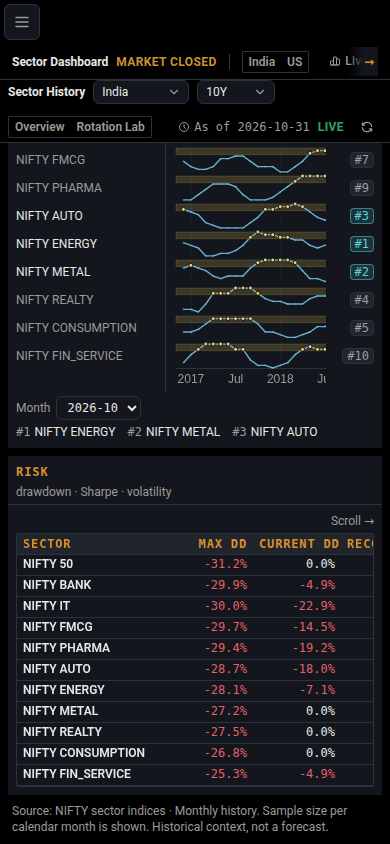 Sector Dashboard MARKET CLOSED India US
Sector History India 10Y
Overview Rotation Lab As of 2026-10-31 LIVE
NIFTY FMCG #7
NIFTY PHARMA #9
NIFTY AUTO #3
NIFTY ENERGY #1
NIFTY METAL #2
NIFTY REALTY #4
NIFTY CONSUMPTION #5
NIFTY FIN_SERVICE #10
2017 Jul 2018
Month 2026-10
#1 NIFTY ENERGY #2 NIFTY METAL #3 NIFTY AUTO
RISK
drawdown · Sharpe · volatility
Scroll →
SECTOR MAX DD CURRENT DD
NIFTY 50 -31.2% 0.0%
NIFTY BANK -29.9% -4.9%
NIFTY IT -30.0% -22.9%
NIFTY FMCG -29.7% -14.5%
NIFTY PHARMA -29.4% -19.2%
NIFTY AUTO -28.7% -18.0%
NIFTY ENERGY -28.1% -7.1%
NIFTY METAL -27.2% 0.0%
NIFTY REALTY -27.5% 0.0%
NIFTY CONSUMPTION -26.8% 0.0%
NIFTY FIN_SERVICE -25.3% -4.9%
Source: NIFTY sector indices · Monthly history. Sample size per
calendar month is shown. Historical context, not a forecast.